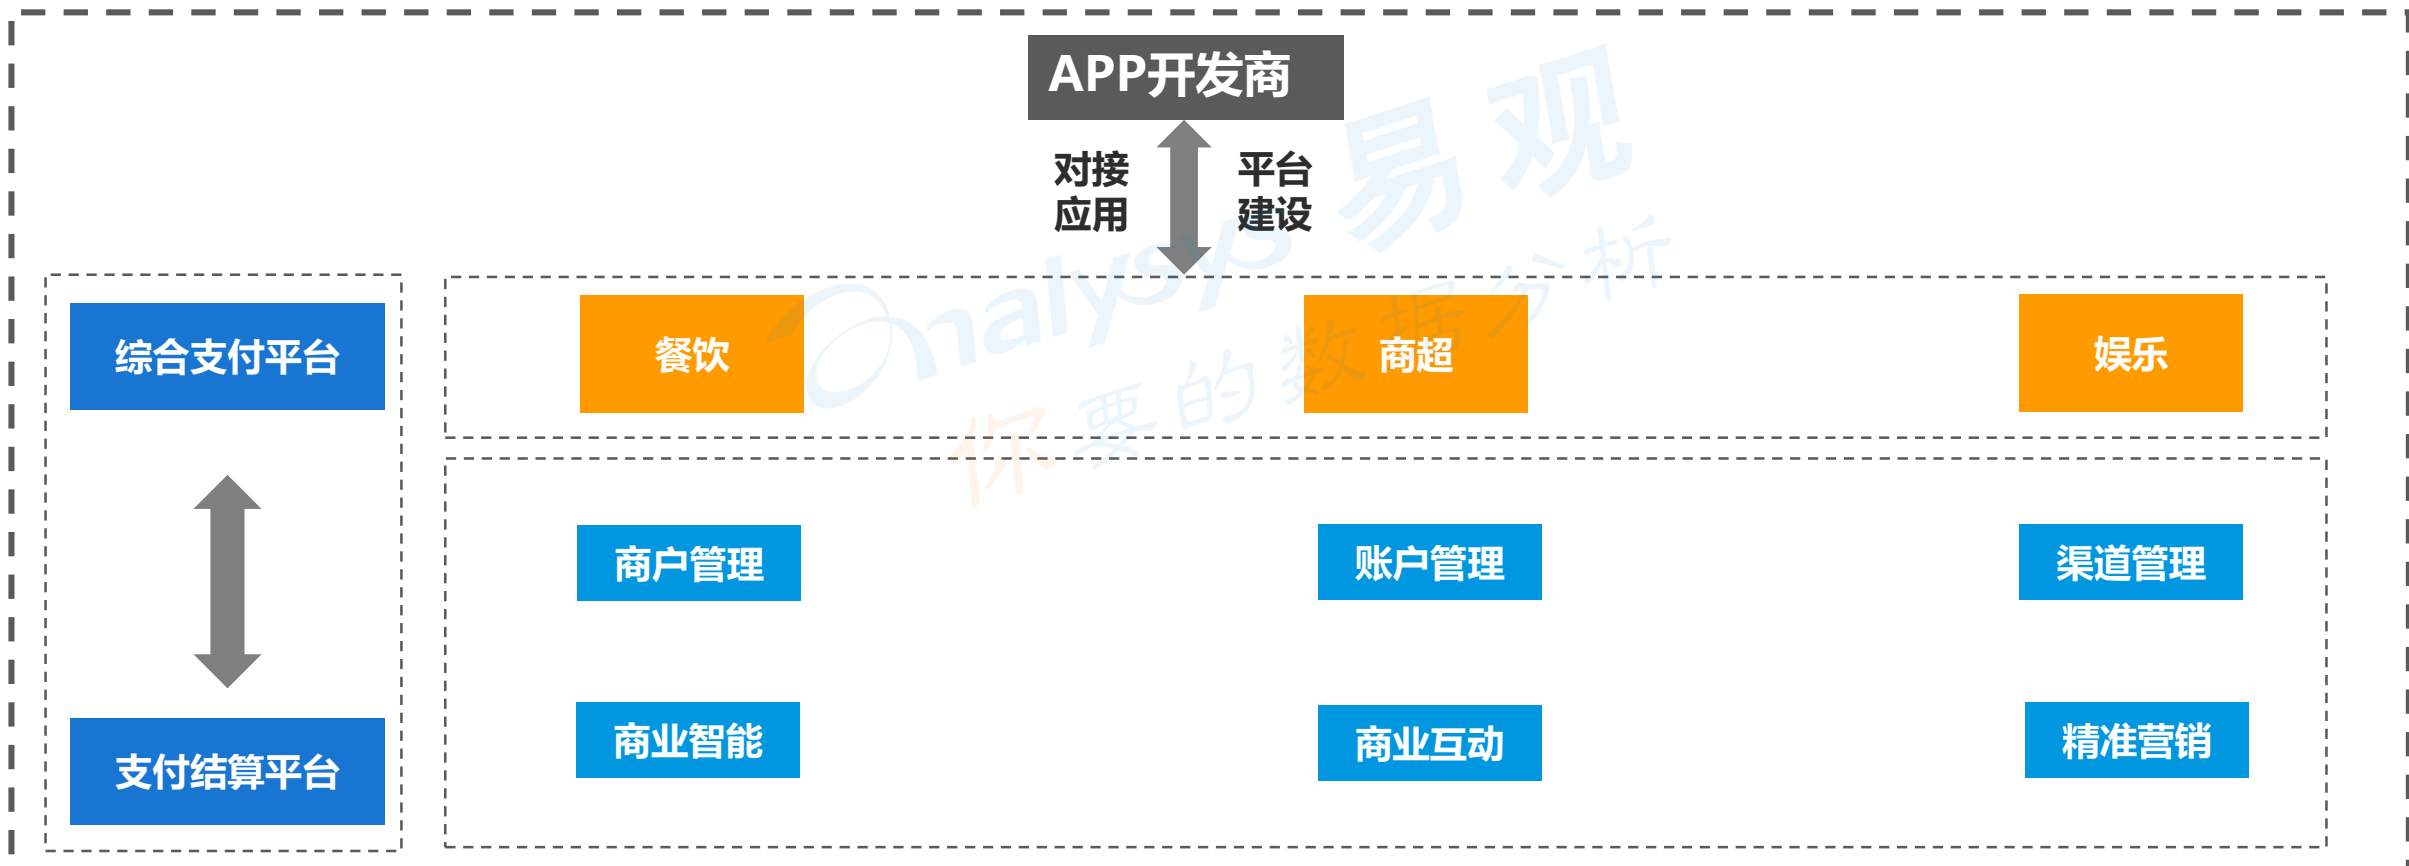 APP开发商
对接
应用
平台
建设
综合支付平台
支付结算平台
餐饮
商超
娱乐
商户管理
账户管理
渠道管理
商业智能
商业互动
精准营销
analysys 易观
你要的数据分析